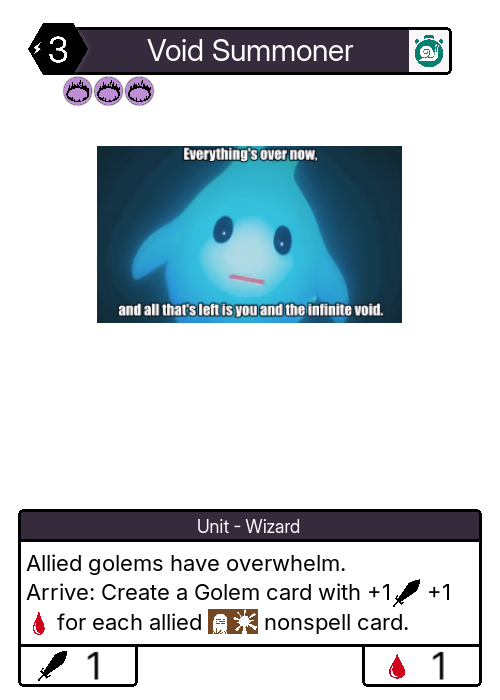 3
Void Summoner
Everything's over now,
and all that's left is you and the infinite void.
Unit - Wizard
Allied golems have overwhelm.
Arrive: Create a Golem card with +1 +1
for each allied nonspell card.
1
1